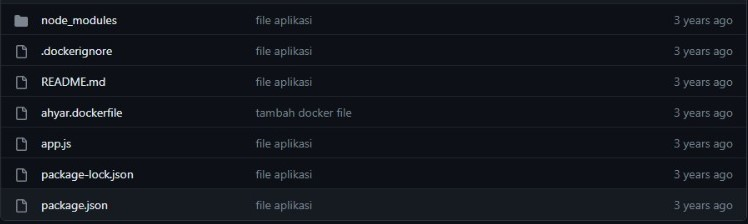 node_modules file aplikasi 3 years ago
.dockerignore file aplikasi 3 years ago
README.md file aplikasi 3 years ago
ahyar.dockerfile tambah docker file 3 years ago
app.js file aplikasi 3 years ago
package-lock.json file aplikasi 3 years ago
package.json file aplikasi 3 years ago